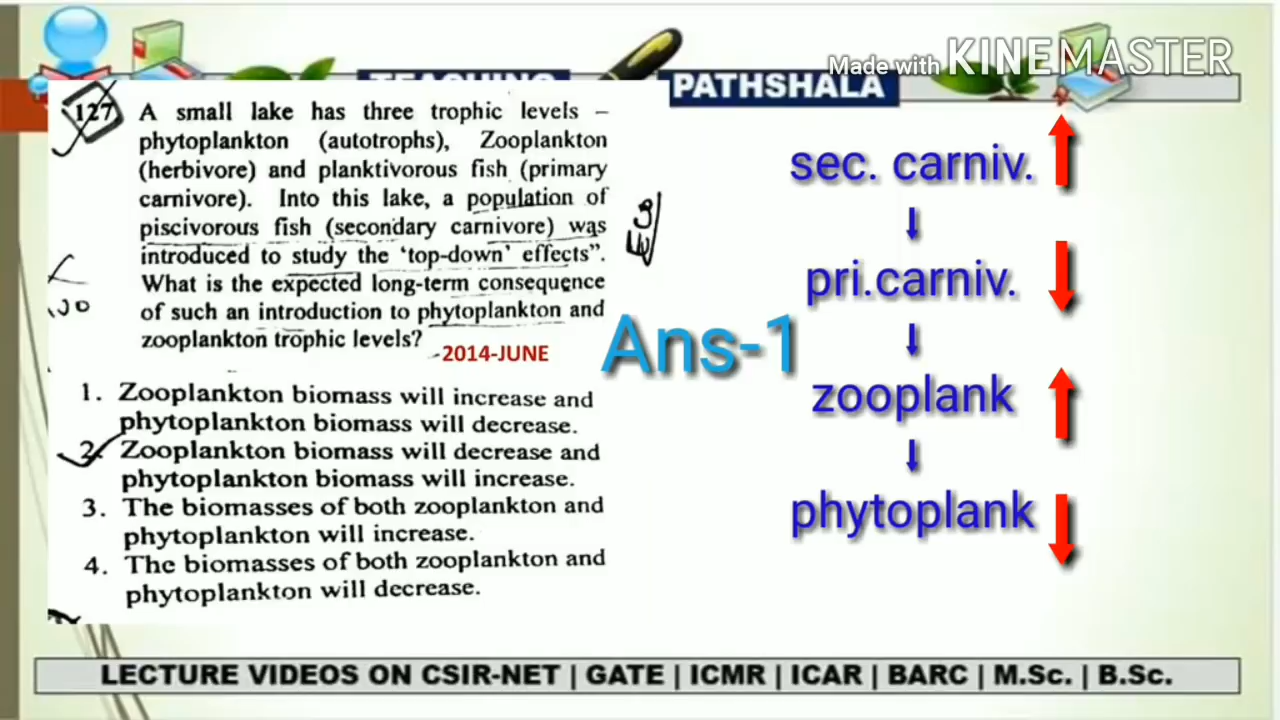 Made with KINEMASTER
TEACHING PATHSHALA
127 A small lake has three trophic levels –
phytoplankton (autotrophs), Zooplankton
(herbivore) and planktivorous fish (primary
carnivore). Into this lake, a population of
piscivorous fish (secondary carnivore) was
introduced to study the ‘top-down’ effects”.
What is the expected long-term consequence
of such an introduction to phytoplankton and
zooplankton trophic levels?
-2014-JUNE
1. Zooplankton biomass will increase and
phytoplankton biomass will decrease.
2. Zooplankton biomass will decrease and
phytoplankton biomass will increase.
3. The biomasses of both zooplankton and
phytoplankton will increase.
4. The biomasses of both zooplankton and
phytoplankton will decrease.
Ans-1
sec. carniv.
pri.carniv.
zooplank
phytoplank
LECTURE VIDEOS ON CSIR-NET | GATE | ICMR | ICAR | BARC | M.Sc. | B.Sc.